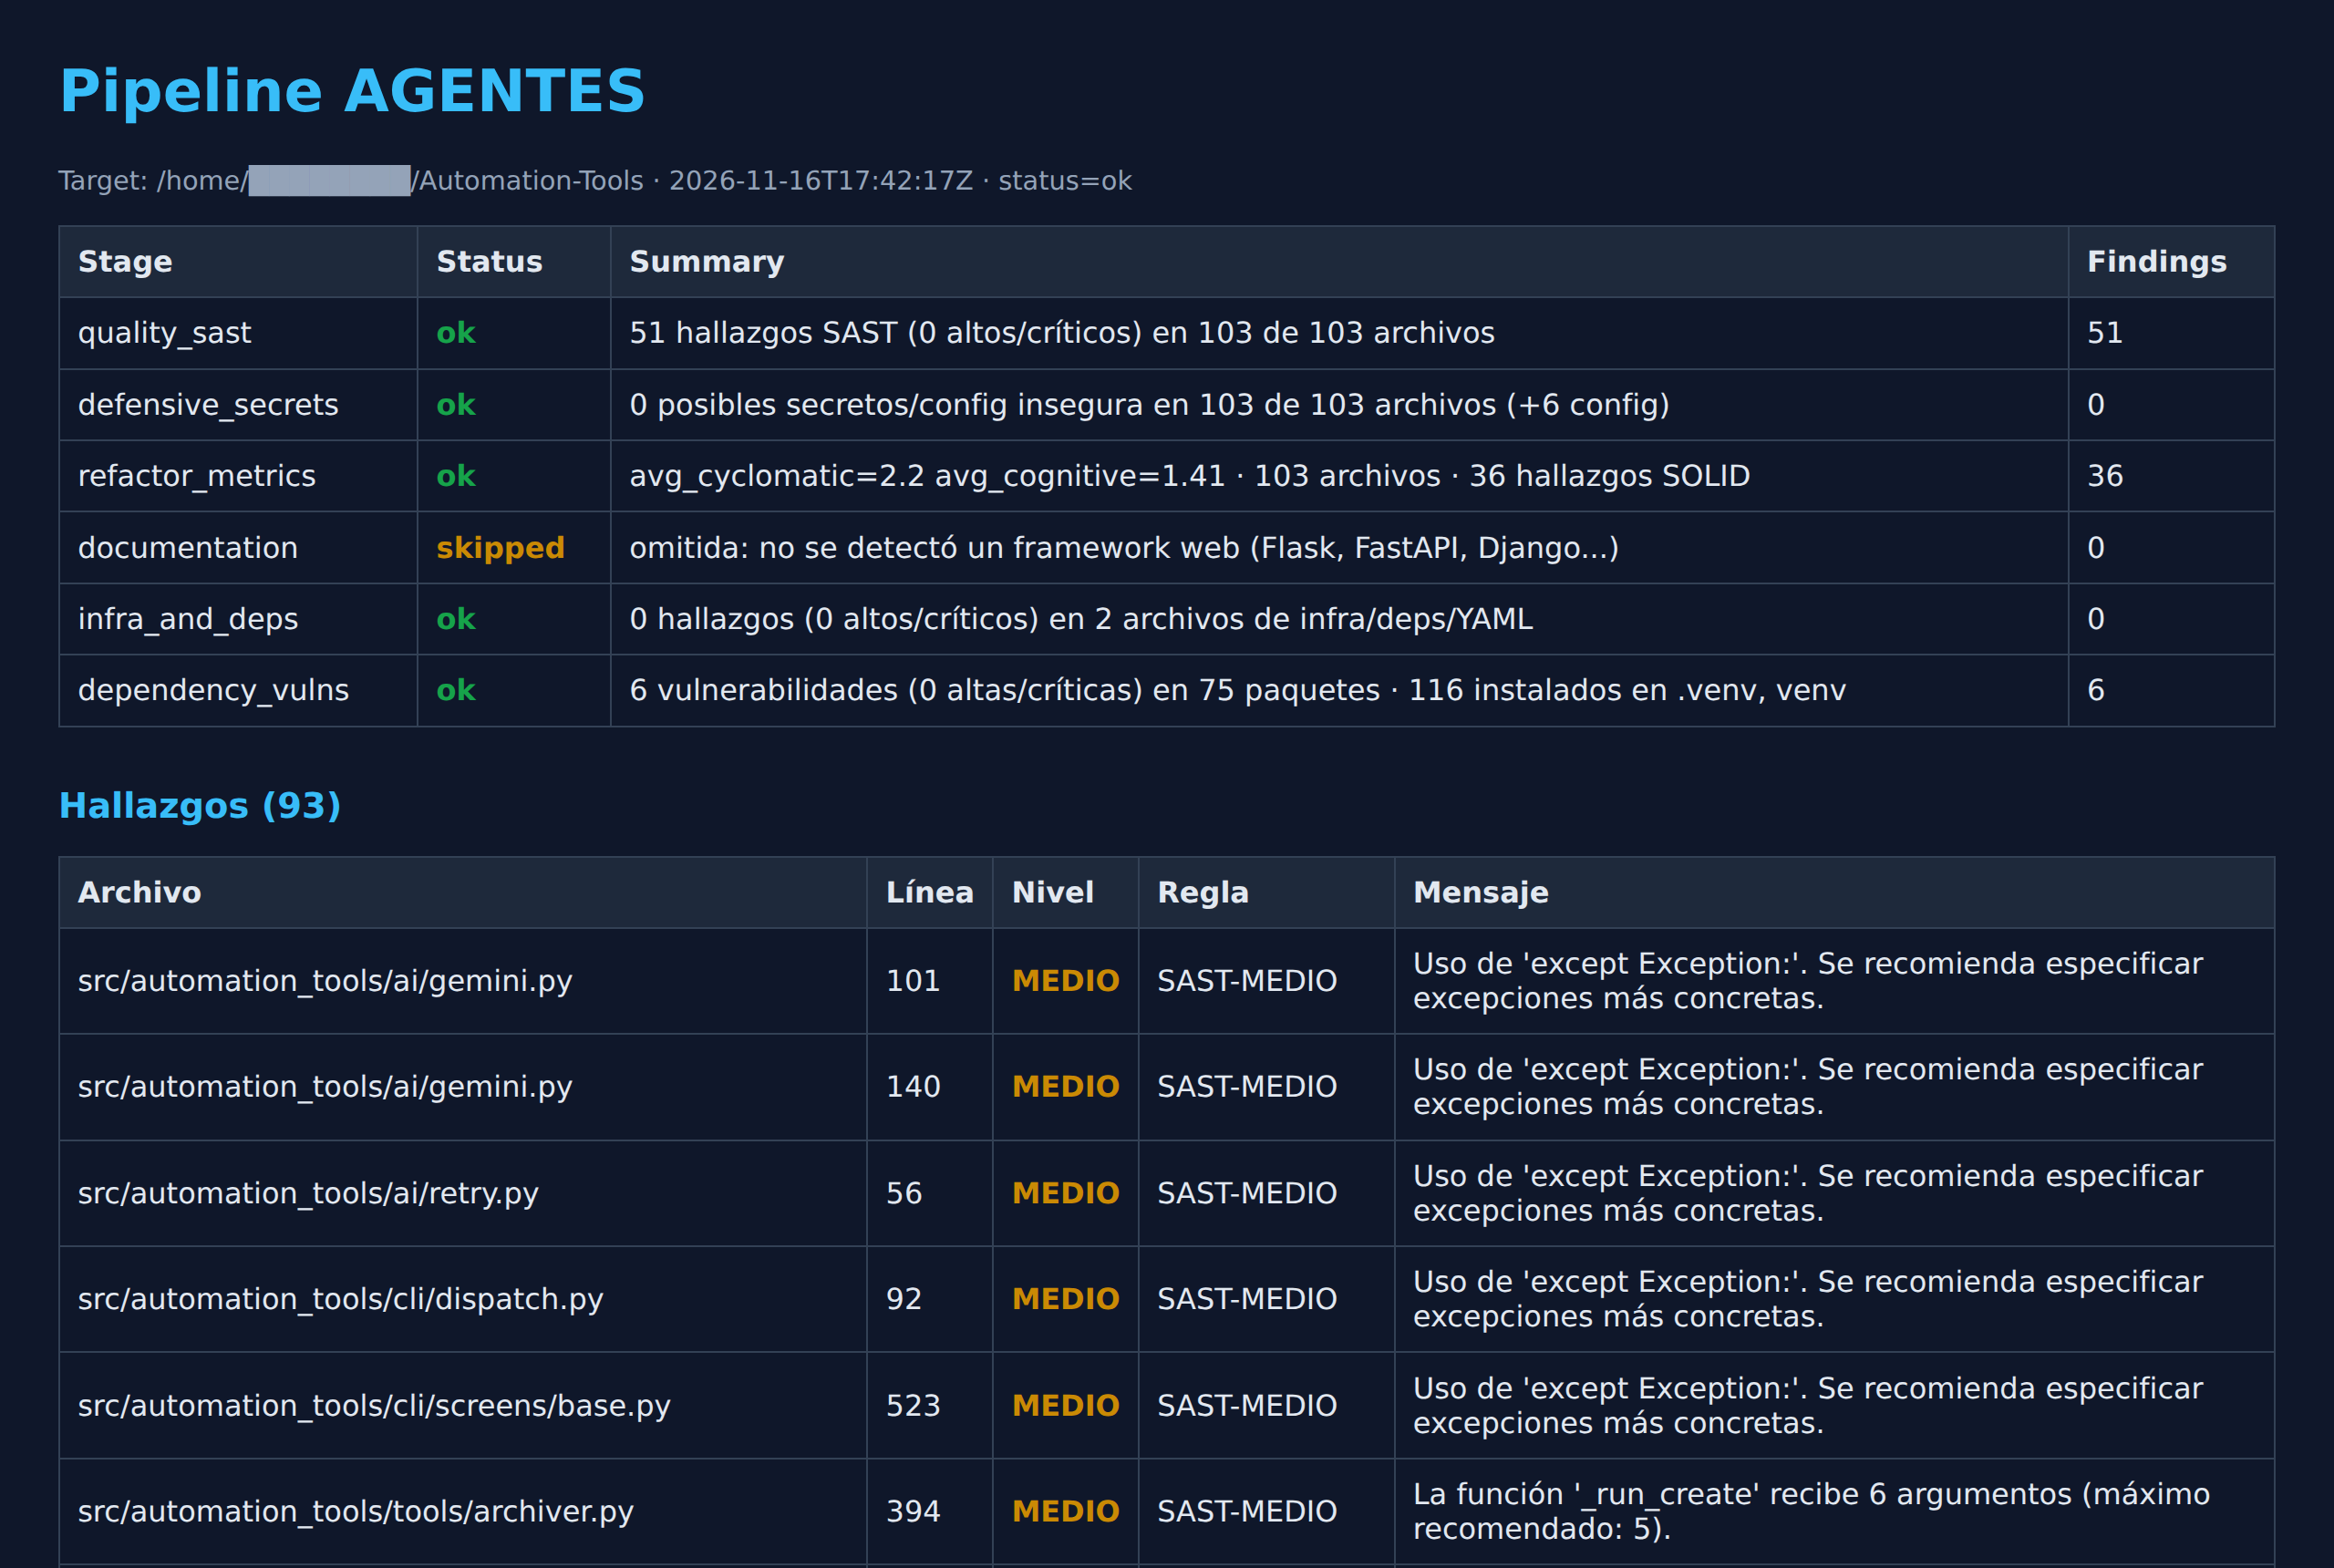 Pipeline AGENTES
Target: /home/████████/Automation-Tools · 2026-11-16T17:42:17Z · status=ok
Stage Status Summary Findings
quality_sast ok 51 hallazgos SAST (0 altos/críticos) en 103 de 103 archivos 51
defensive_secrets ok 0 posibles secretos/config insegura en 103 de 103 archivos (+6 config) 0
refactor_metrics ok avg_cyclomatic=2.2 avg_cognitive=1.41 · 103 archivos · 36 hallazgos SOLID 36
documentation skipped omitida: no se detectó un framework web (Flask, FastAPI, Django...) 0
infra_and_deps ok 0 hallazgos (0 altos/críticos) en 2 archivos de infra/deps/YAML 0
dependency_vulns ok 6 vulnerabilidades (0 altas/críticas) en 75 paquetes · 116 instalados en .venv, venv 6
Hallazgos (93)
Archivo Línea Nivel Regla Mensaje
src/automation_tools/ai/gemini.py 101 MEDIO SAST-MEDIO Uso de 'except Exception:'. Se recomienda especificar
excepciones más concretas.
src/automation_tools/ai/gemini.py 140 MEDIO SAST-MEDIO Uso de 'except Exception:'. Se recomienda especificar
excepciones más concretas.
src/automation_tools/ai/retry.py 56 MEDIO SAST-MEDIO Uso de 'except Exception:'. Se recomienda especificar
excepciones más concretas.
src/automation_tools/cli/dispatch.py 92 MEDIO SAST-MEDIO Uso de 'except Exception:'. Se recomienda especificar
excepciones más concretas.
src/automation_tools/cli/screens/base.py 523 MEDIO SAST-MEDIO Uso de 'except Exception:'. Se recomienda especificar
excepciones más concretas.
src/automation_tools/tools/archiver.py 394 MEDIO SAST-MEDIO La función '_run_create' recibe 6 argumentos (máximo
recomendado: 5).